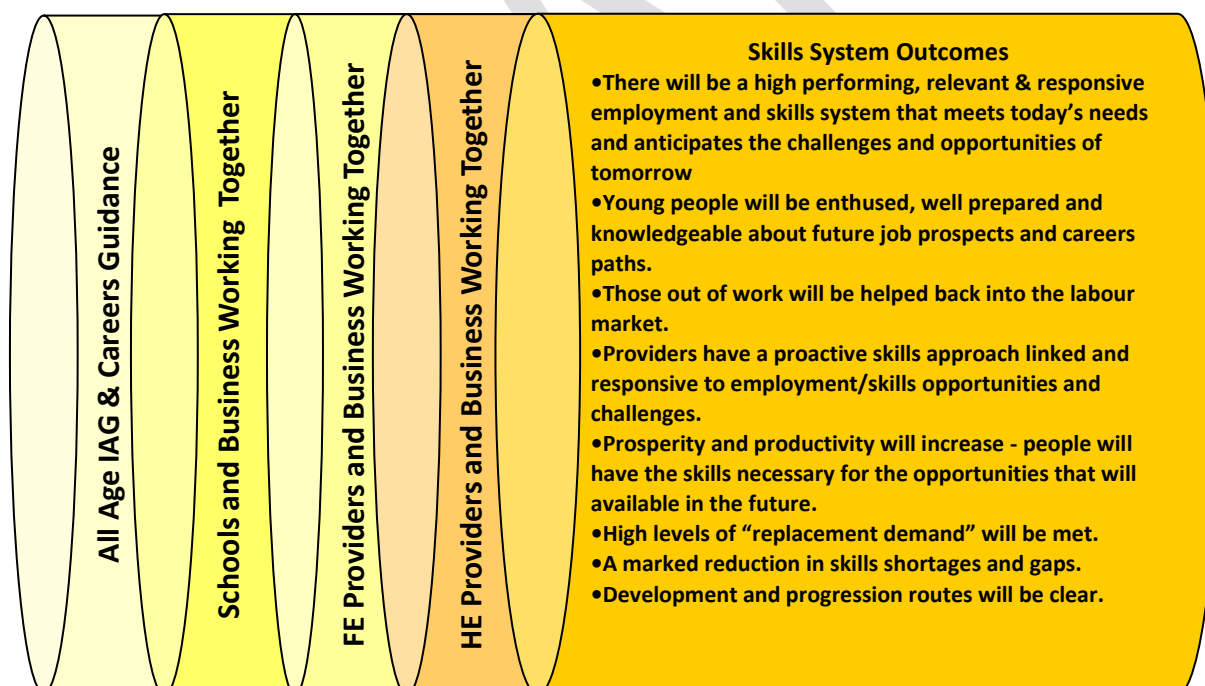 All Age IAG & Careers Guidance
Schools and Business Working Together
FE Providers and Business Working Together
HE Providers and Business Working Together
Skills System Outcomes
•There will be a high performing, relevant & responsive
employment and skills system that meets today's needs
and anticipates the challenges and opportunities of
tomorrow
•Young people will be enthused, well prepared and
knowledgeable about future job prospects and careers
paths.
•Those out of work will be helped back into the labour
market.
•Providers have a proactive skills approach linked and
responsive to employment/skills opportunities and
challenges.
•Prosperity and productivity will increase - people will
have the skills necessary for the opportunities that will
available in the future.
•High levels of “replacement demand” will be met.
•A marked reduction in skills shortages and gaps.
•Development and progression routes will be clear.